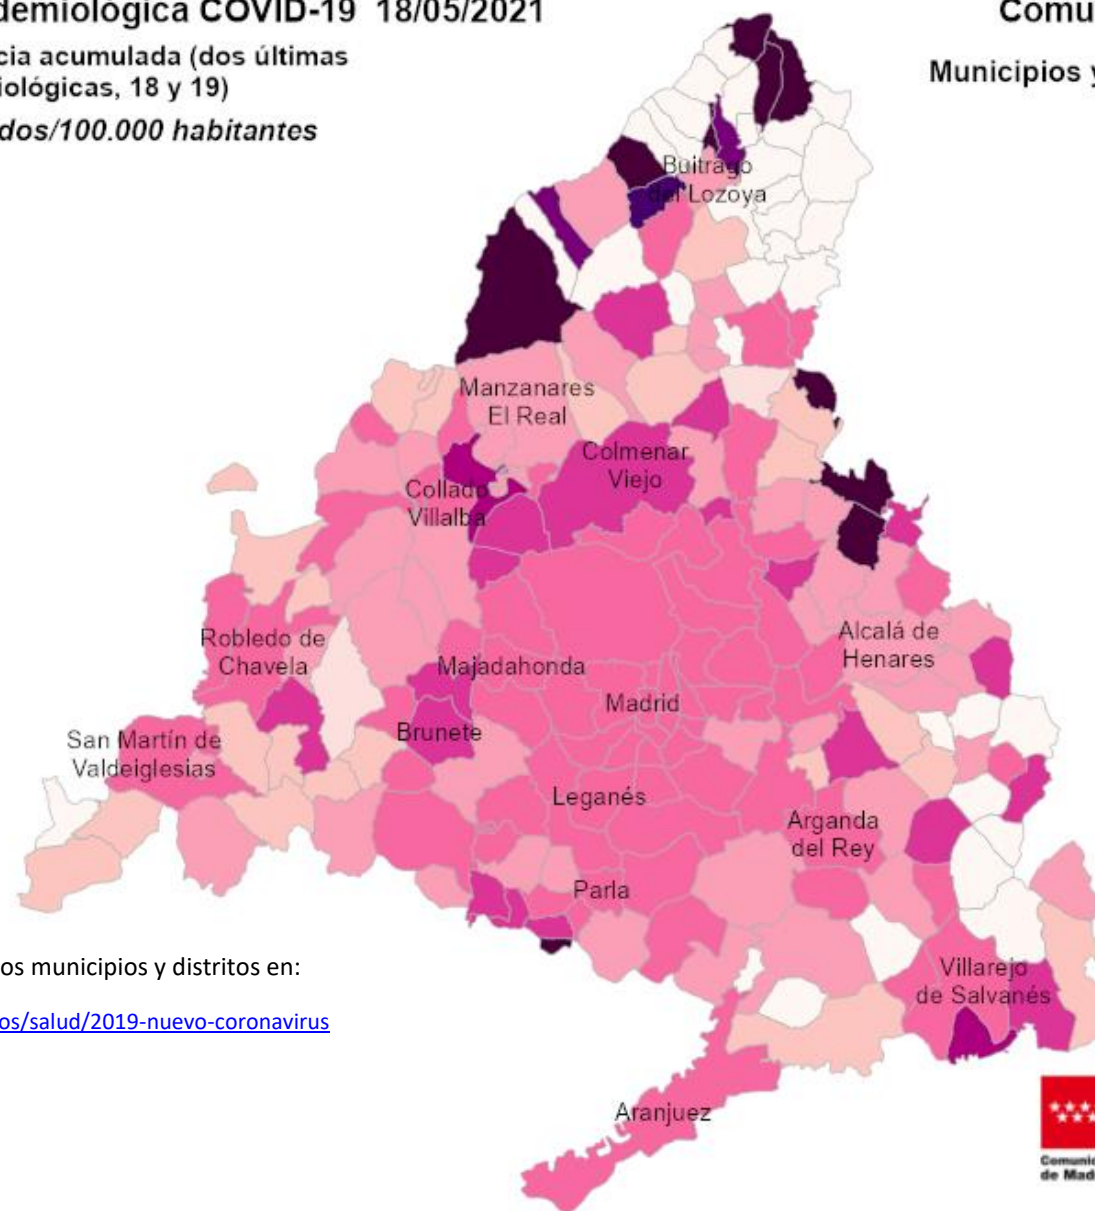 demiológica COVID-19 18/05/2021
Comu
cia acumulada (dos últimas
iológicas, 18 y 19)
Municipios y
dos/100.000 habitantes
Buitrago
del Lozoya
Manzanares
El Real
Colmenar
Viejo
Collado
Villalba
Robledo de
Chavela
Alcalá de
Henares
Majadahonda
Madrid
Brunete
San Martín de
Valdeiglesias
Leganés
Arganda
del Rey
Parla
os municipios y distritos en:
Villarejo
de Salvanés
os/salud/2019-nuevo-coronavirus
Aranjuez
Comunid
de Mad